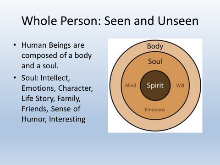 Whole Person: Seen and Unseen
• Human Beings are
composed of a body
and a soul.
• Soul: Intellect,
Emotions, Character,
Life Story, Family,
Friends, Sense of
Humor, Interesting
Body
Soul
Mind
Spirit
Will
Emotions